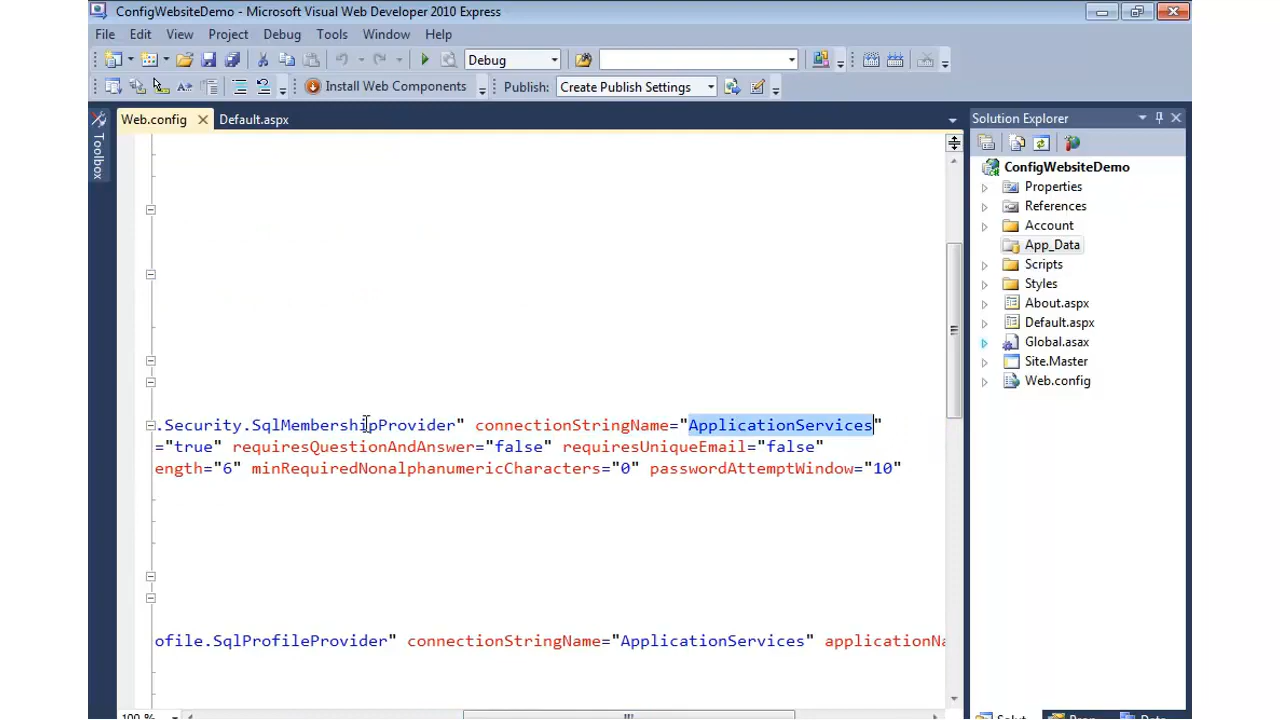 ConfigWebsiteDemo - Microsoft Visual Web Developer 2010 Express
File Edit View Project Debug Tools Window Help
Debug
Install Web Components Publish: Create Publish Settings
Toolbox
Web.config Default.aspx
Solution Explorer
ConfigWebsiteDemo
Properties
References
Account
App_Data
Scripts
Styles
About.aspx
Default.aspx
Global.asax
Site.Master
Web.config
.Security.SqlMembershipProvider" connectionStringName="ApplicationServices"
="true" requiresQuestionAndAnswer="false" requiresUniqueEmail="false"
ength="6" minRequiredNonalphanumericCharacters="0" passwordAttemptWindow="10"
ofile.SqlProfileProvider" connectionStringName="ApplicationServices" applicationNa
100 %